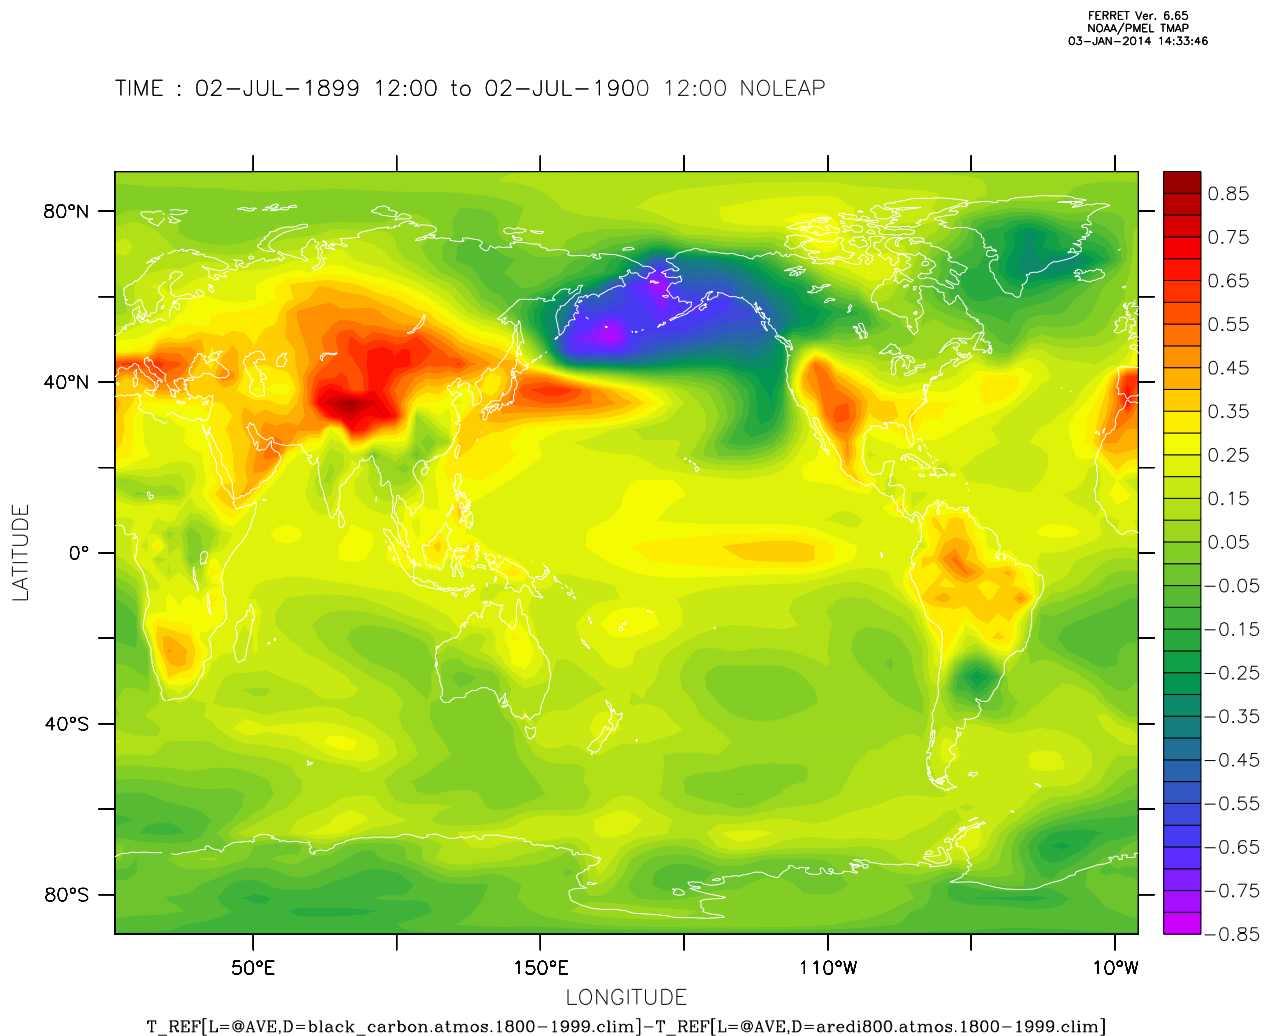 FERRET Ver. 6.65
NOAA/PMEL TMAP
03-JAN-2014 14:33:46
TIME : 02-JUL-1899 12:00 to 02-JUL-1900 12:00 NOLEAP
80°N
40°N
0°
40°S
80°S
LATITUDE
50°E
150°E
110°W
10°W
LONGITUDE
0.85
0.75
0.65
0.55
0.45
0.35
0.25
0.15
0.05
-0.05
-0.15
-0.25
-0.35
-0.45
-0.55
-0.65
-0.75
-0.85
T_REF[L=@AVE,D=black_carbon.atmos.1800-1999.clim]-T_REF[L=@AVE,D=aredi800.atmos.1800-1999.clim]